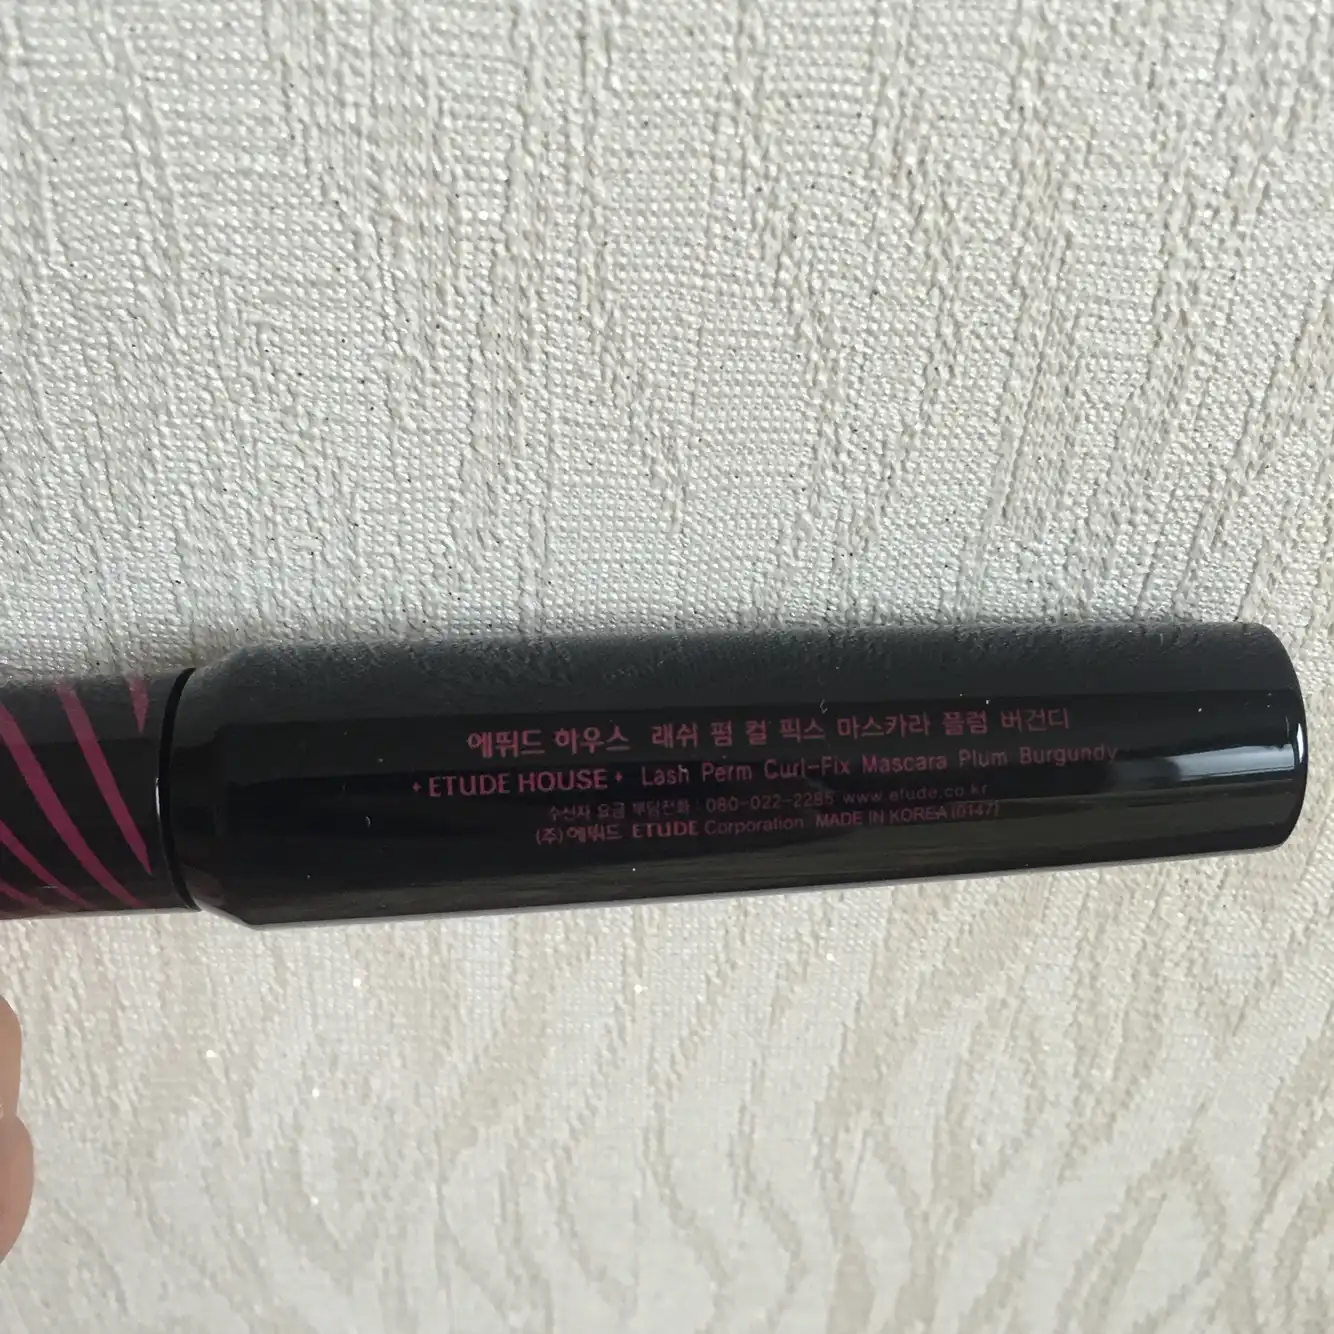 에뛰드 하우스 래쉬 펌 컬 픽스 마스카라 플럼 버건디
ETUDE HOUSE Lash Perm Curl-Fix Mascara Plum Burgundy
수신자 요금 부담전화 : 080-022-2285 www.etude.co.kr
(주) 에뛰드 ETUDE Corporation MADE IN KOREA (0147)